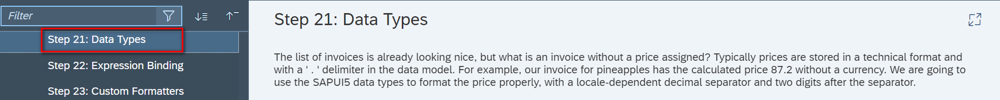 Filter
Step 21: Data Types
Step 22: Expression Binding
Step 23: Custom Formatters
Step 21: Data Types
The list of invoices is already looking nice, but what is an invoice without a price assigned? Typically prices are stored in a technical format and
with a ' . ' delimiter in the data model. For example, our invoice for pineapples has the calculated price 87.2 without a currency. We are going to
use the SAPUI5 data types to format the price properly, with a locale-dependent decimal separator and two digits after the separator.